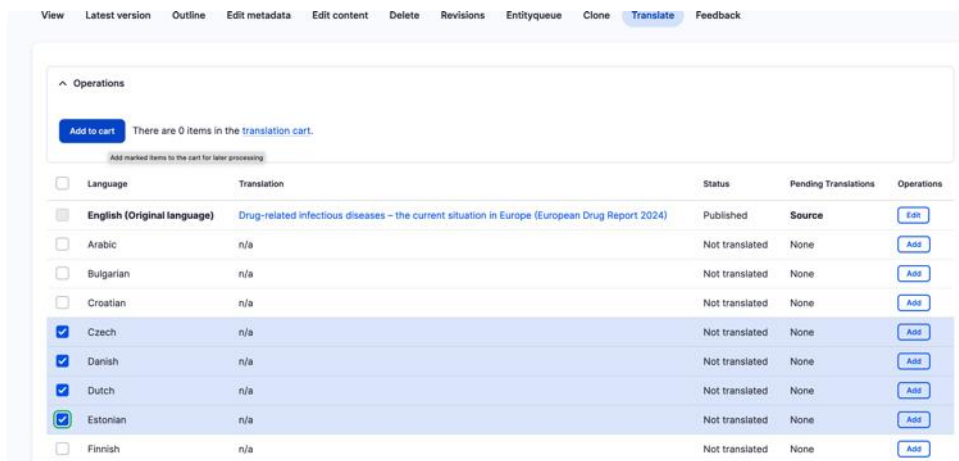 View Latest version Outline Edit metadata Edit content Delete Revisions Entityqueue Clone Translate Feedback
Operations
Add to cart There are 0 items in the translation cart.
Add marked items to the cart for later processing
Language Translation Status Pending Translations Operations
English (Original language) Drug-related infectious diseases – the current situation in Europe (European Drug Report 2024) Published Source Edit
Arabic n/a Not translated None Add
Bulgarian n/a Not translated None Add
Croatian n/a Not translated None Add
Czech n/a Not translated None Add
Danish n/a Not translated None Add
Dutch n/a Not translated None Add
Estonian n/a Not translated None Add
Finnish n/a Not translated None Add